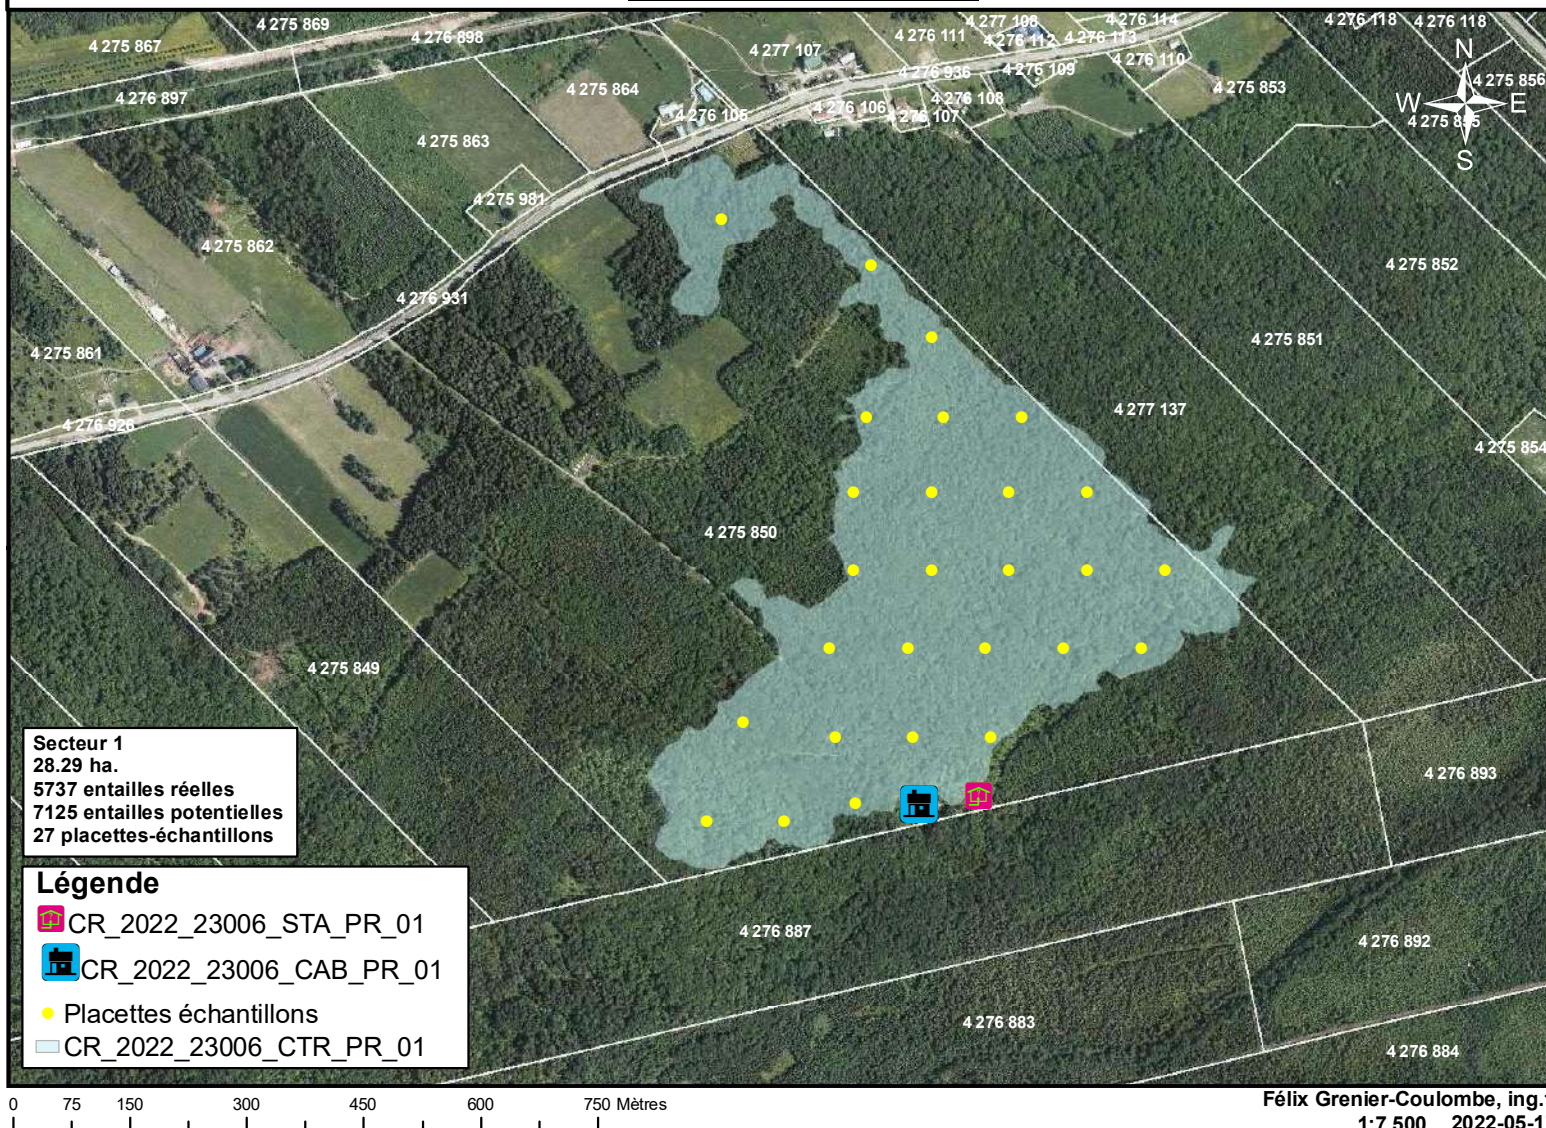 4 275 869
4 277 108
4 276 114
4 276 118
4 276 118
4 275 867
4 276 898
4 276 111
4 276 112
4 276 113
4 277 107
N
4 276 110
4 276 936
4 276 109
4 275 856
4 275 864
4 275 853
4 276 897
4 276 108
W
E
4 276 106
4 276 105
4 276 107
4 275 855
4 275 863
S
4 275 981
4 275 862
4 275 852
4 276 931
4 275 851
4 275 861
4 277 137
4 276 926
4 275 854
4 275 850
4 275 849
Secteur 1
28.29 ha.
5737 entailles réelles
7125 entailles potentielles
27 placettes-échantillons
4 276 893
Légende
CR_2022_23006_STA_PR_01
CR_2022_23006_CAB_PR_01
Placettes échantillons
CR_2022_23006_CTR_PR_01
4 276 887
4 276 892
4 276 883
4 276 884
0 75 150 300 450 600 750 Mètres
Félix Grenier-Coulombe, ing.
1:7 500 2022-05-1